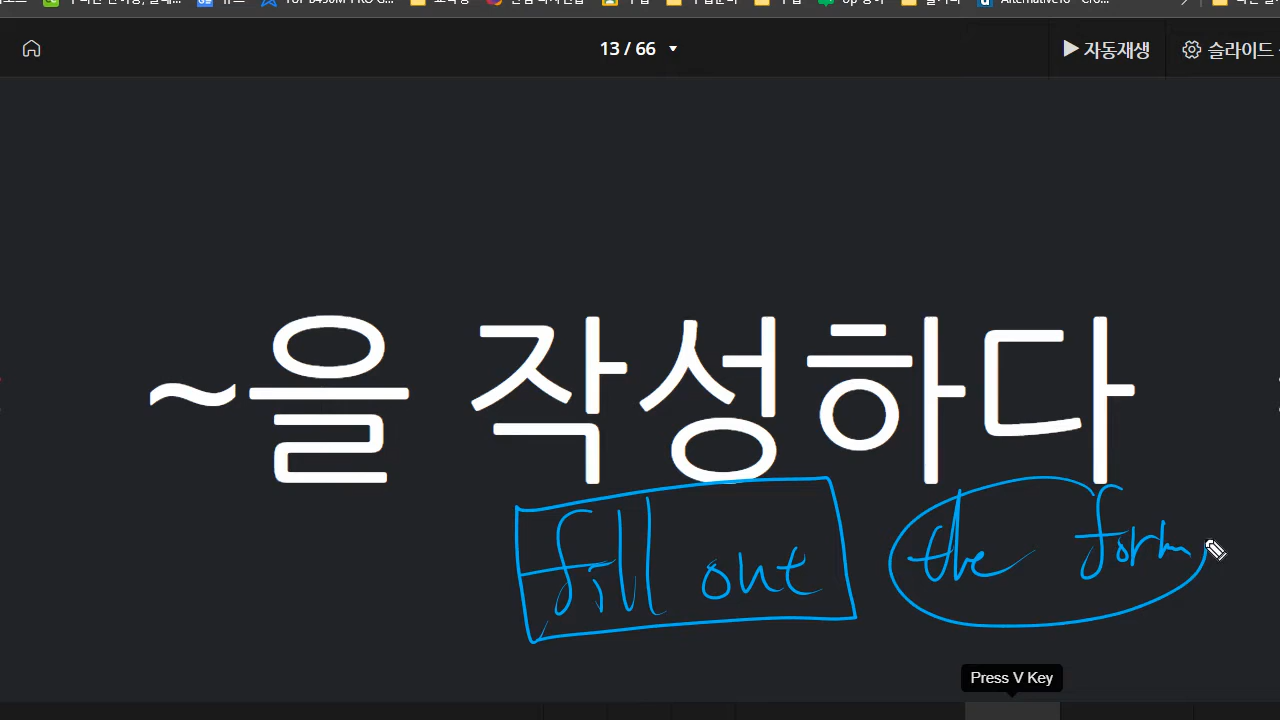 13 / 66
자동재생
슬라이드
~을 작성하다
fill out the form
Press V Key